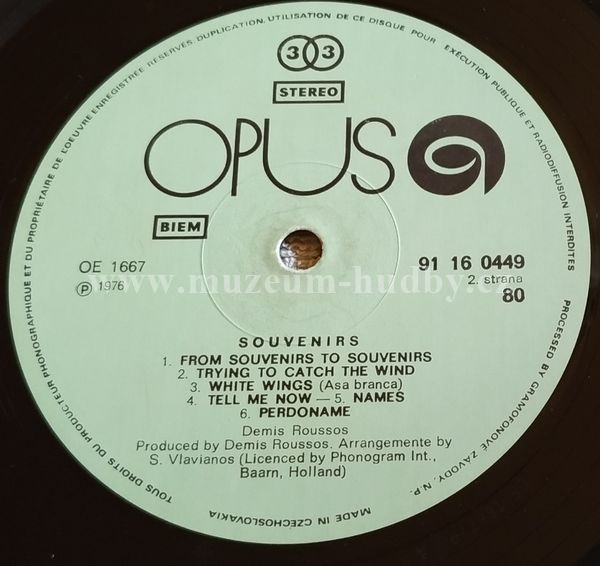 TOUS DROITS DU PRODUCTEUR PHONOGRAPHIQUE ET DU PROPRIÉTAIRE DE L'OEUVRE ENREGISTRÉE RÉSERVÉS. DUPLICATION, UTILISATION DE CE DISQUE POUR EXÉCUTION PUBLIQUE ET RADIODIFFUSION INTERDITES
33
STEREO
OPUS
BIEM
OE 1667
℗ 1976
91 16 0449
2. strana
80
www.muzeum-hudby.cz
SOUVENIRS
1. FROM SOUVENIRS TO SOUVENIRS
2. TRYING TO CATCH THE WIND
3. WHITE WINGS (Asa branca)
4. TELL ME NOW — 5. NAMES
6. PERDONAME
Demis Roussos
Produced by Demis Roussos. Arrangemente by
S. Vlavianos (Licenced by Phonogram Int.,
Baarn, Holland)
MADE IN CZECHOSLOVAKIA
PROCESSED BY GRAMOFONOVÉ ZÁVODY, N.P.